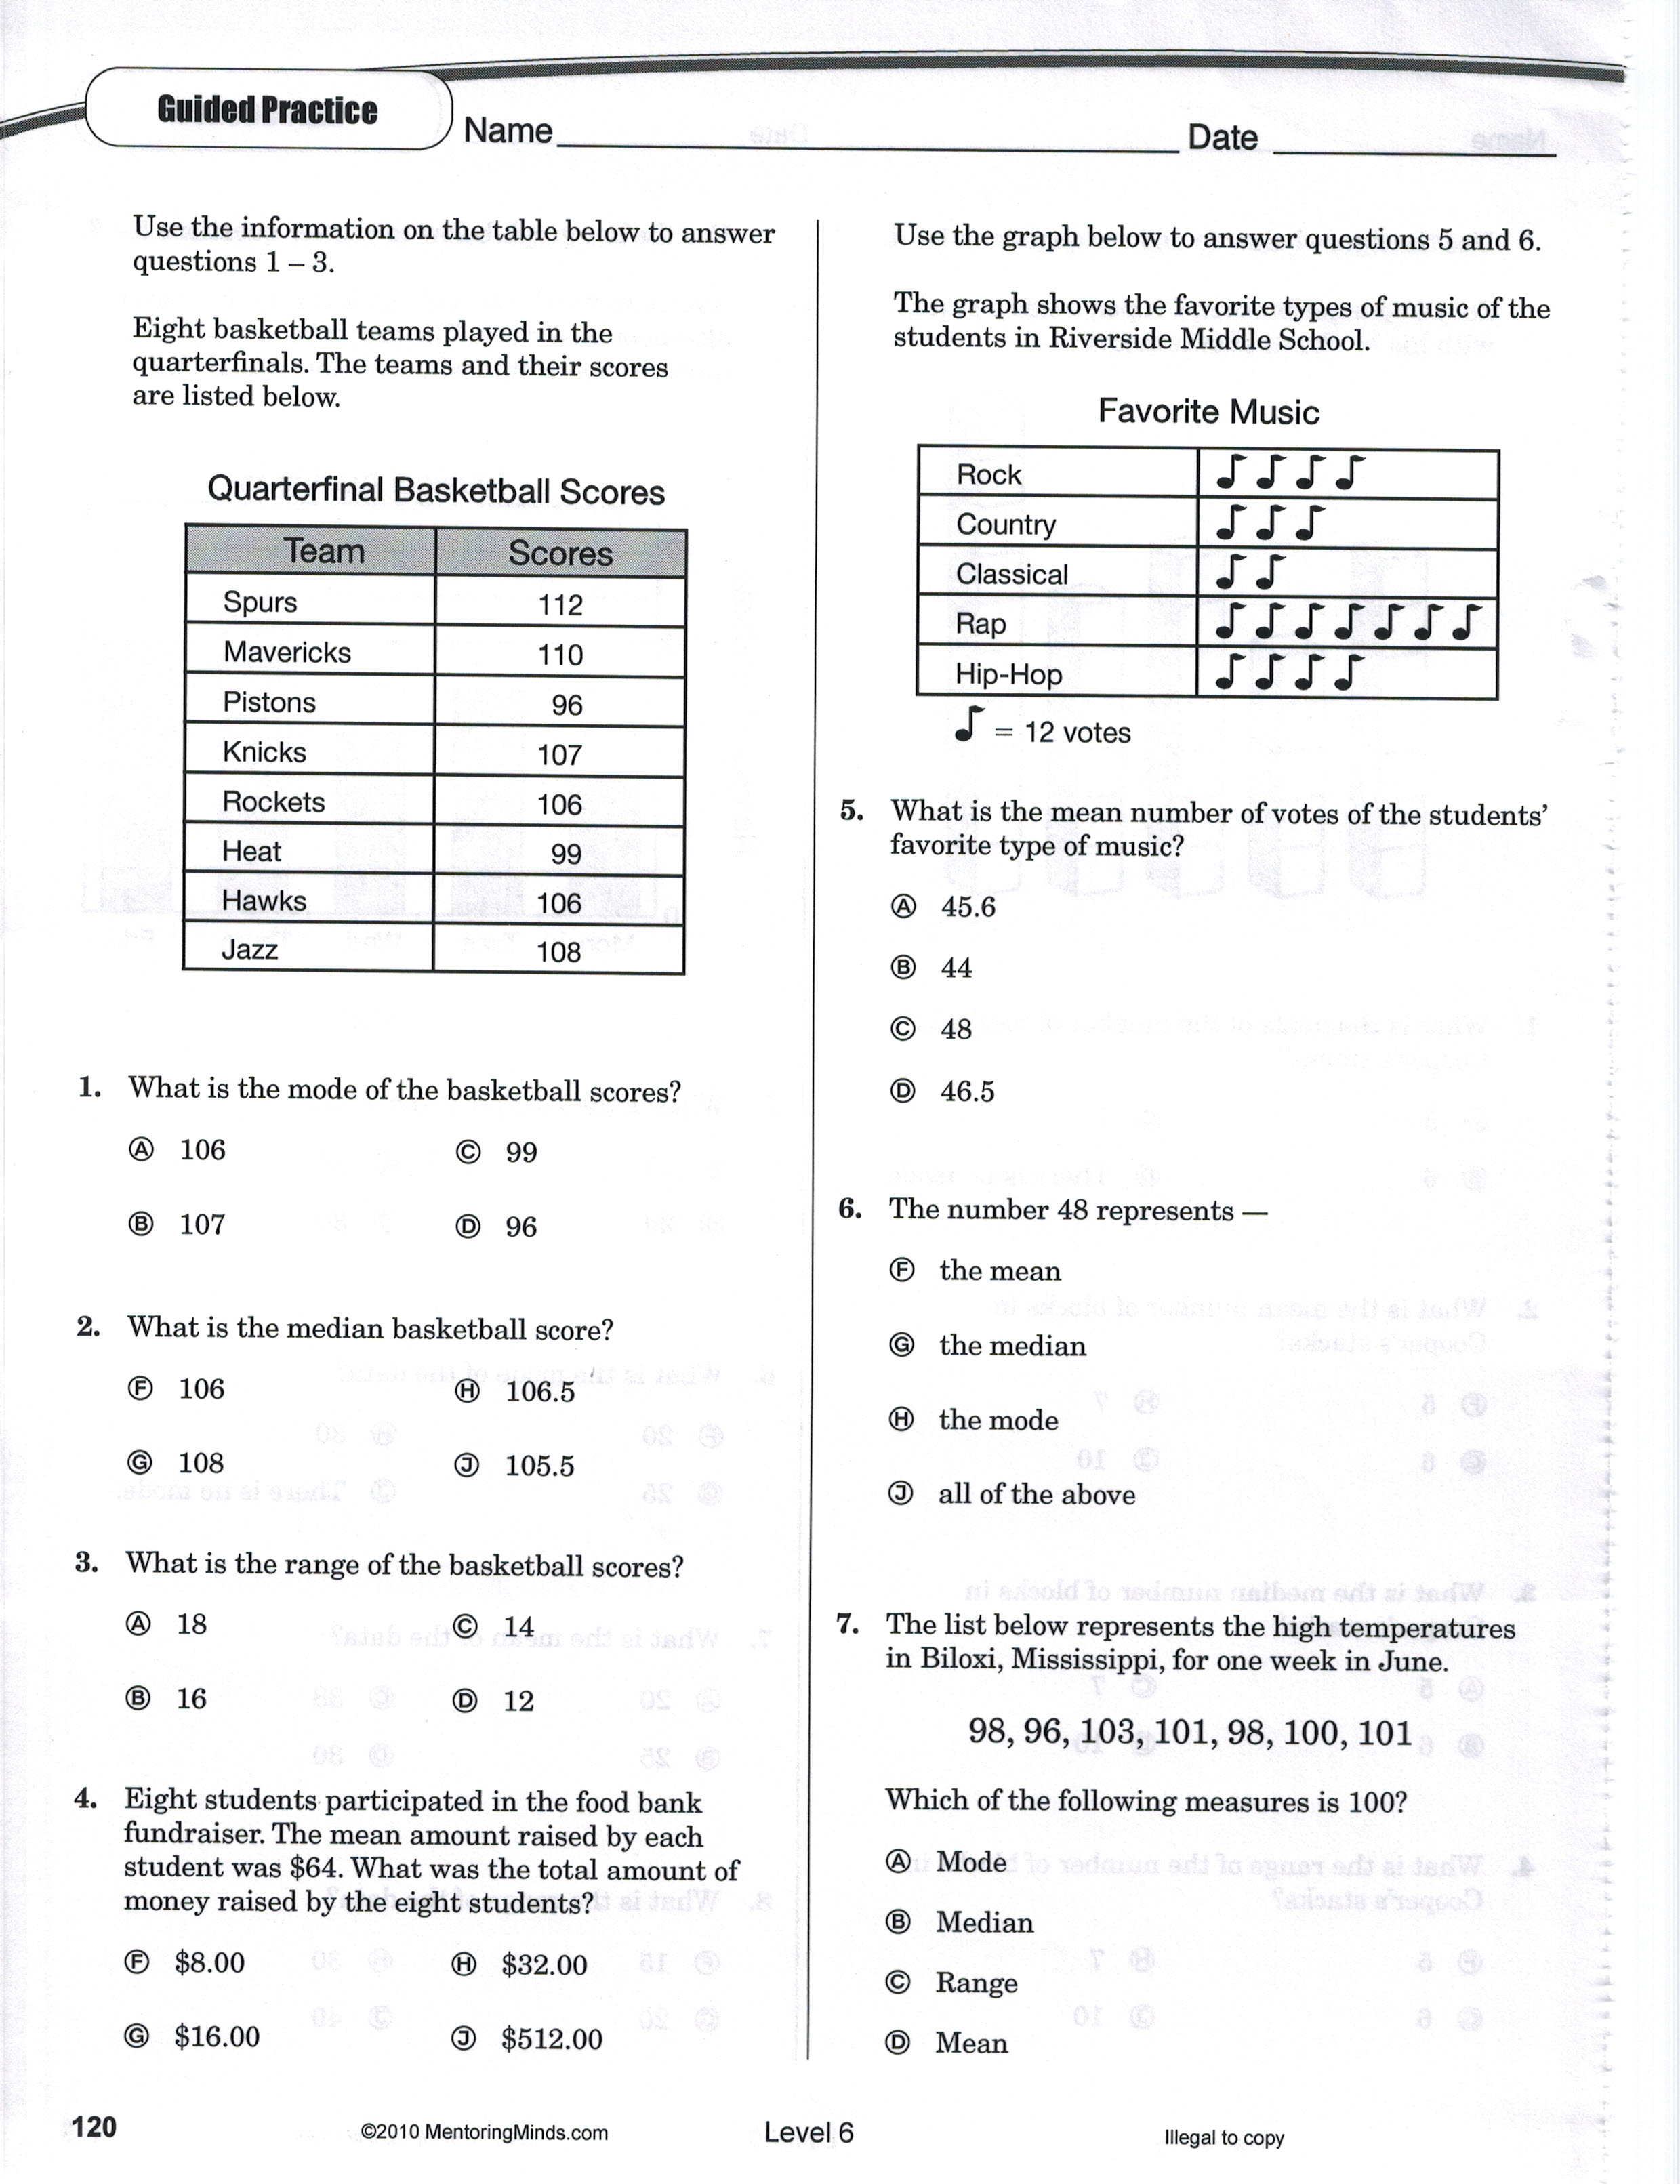 Guided Practice
Name
Date
Use the information on the table below to answer
questions 1 – 3.
Eight basketball teams played in the
quarterfinals. The teams and their scores
are listed below.
Quarterfinal Basketball Scores
Team Scores
Spurs 112
Mavericks 110
Pistons 96
Knicks 107
Rockets 106
Heat 99
Hawks 106
Jazz 108
1. What is the mode of the basketball scores?
Ⓐ 106 Ⓒ 99
Ⓑ 107 Ⓓ 96
2. What is the median basketball score?
Ⓕ 106 Ⓗ 106.5
Ⓖ 108 Ⓙ 105.5
3. What is the range of the basketball scores?
Ⓐ 18 Ⓒ 14
Ⓑ 16 Ⓓ 12
4. Eight students participated in the food bank
fundraiser. The mean amount raised by each
student was $64. What was the total amount of
money raised by the eight students?
Ⓕ $8.00 Ⓗ $32.00
Ⓖ $16.00 Ⓙ $512.00
Use the graph below to answer questions 5 and 6.
The graph shows the favorite types of music of the
students in Riverside Middle School.
Favorite Music
Rock
Country
Classical
Rap
Hip-Hop
= 12 votes
5. What is the mean number of votes of the students’
favorite type of music?
Ⓐ 45.6
Ⓑ 44
Ⓒ 48
Ⓓ 46.5
6. The number 48 represents —
Ⓕ the mean
Ⓖ the median
Ⓗ the mode
Ⓙ all of the above
7. The list below represents the high temperatures
in Biloxi, Mississippi, for one week in June.
98, 96, 103, 101, 98, 100, 101
Which of the following measures is 100?
Ⓐ Mode
Ⓑ Median
Ⓒ Range
Ⓓ Mean
120
©2010 MentoringMinds.com
Level 6
Illegal to copy